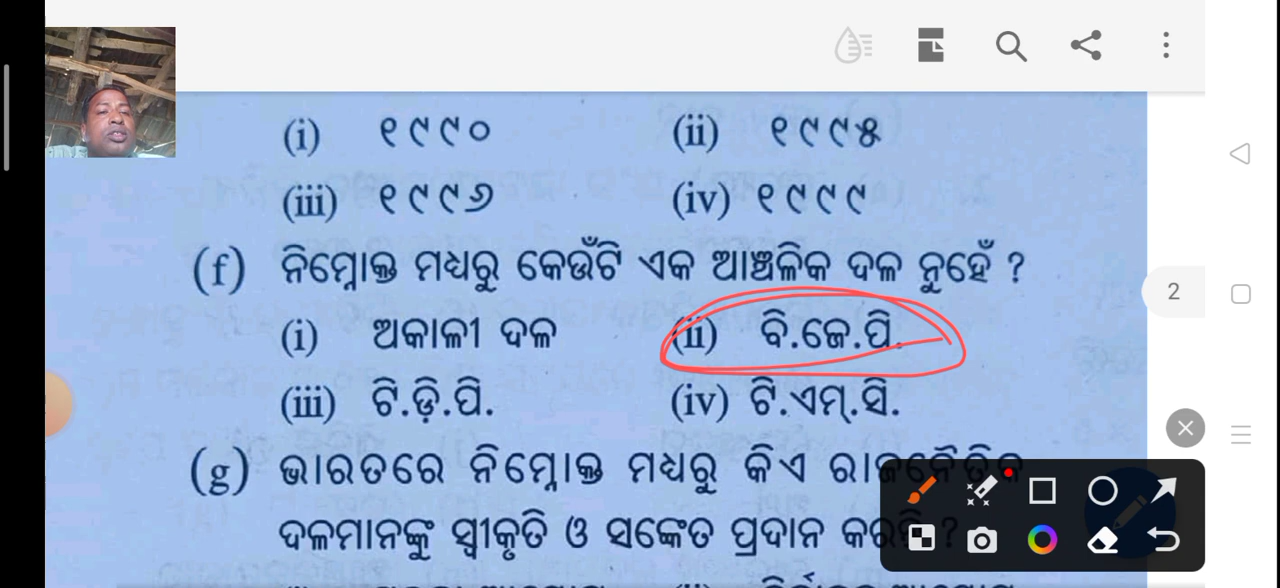 (i) ୧୯୯୦ (ii) ୧୯୯୫
(iii) ୧୯୯୬ (iv) ୧୯୯୯
(f) ନିମ୍ନୋକ୍ତ ମଧ୍ୟରୁ କେଉଁଟି ଏକ ଆଞ୍ଚଳିକ ଦଳ ନୁହେଁ ?
(i) ଅକାଳୀ ଦଳ (ii) ବି.ଜେ.ପି.
(iii) ଟି.ଡ଼ି.ପି. (iv) ଟି.ଏମ୍.ସି.
2
(g) ଭାରତରେ ନିମ୍ନୋକ୍ତ ମଧ୍ୟରୁ କିଏ ରାଜନୈତିକ
ଦଳମାନଙ୍କୁ ସ୍ୱୀକୃତି ଓ ସଙ୍କେତ ପ୍ରଦାନ ?